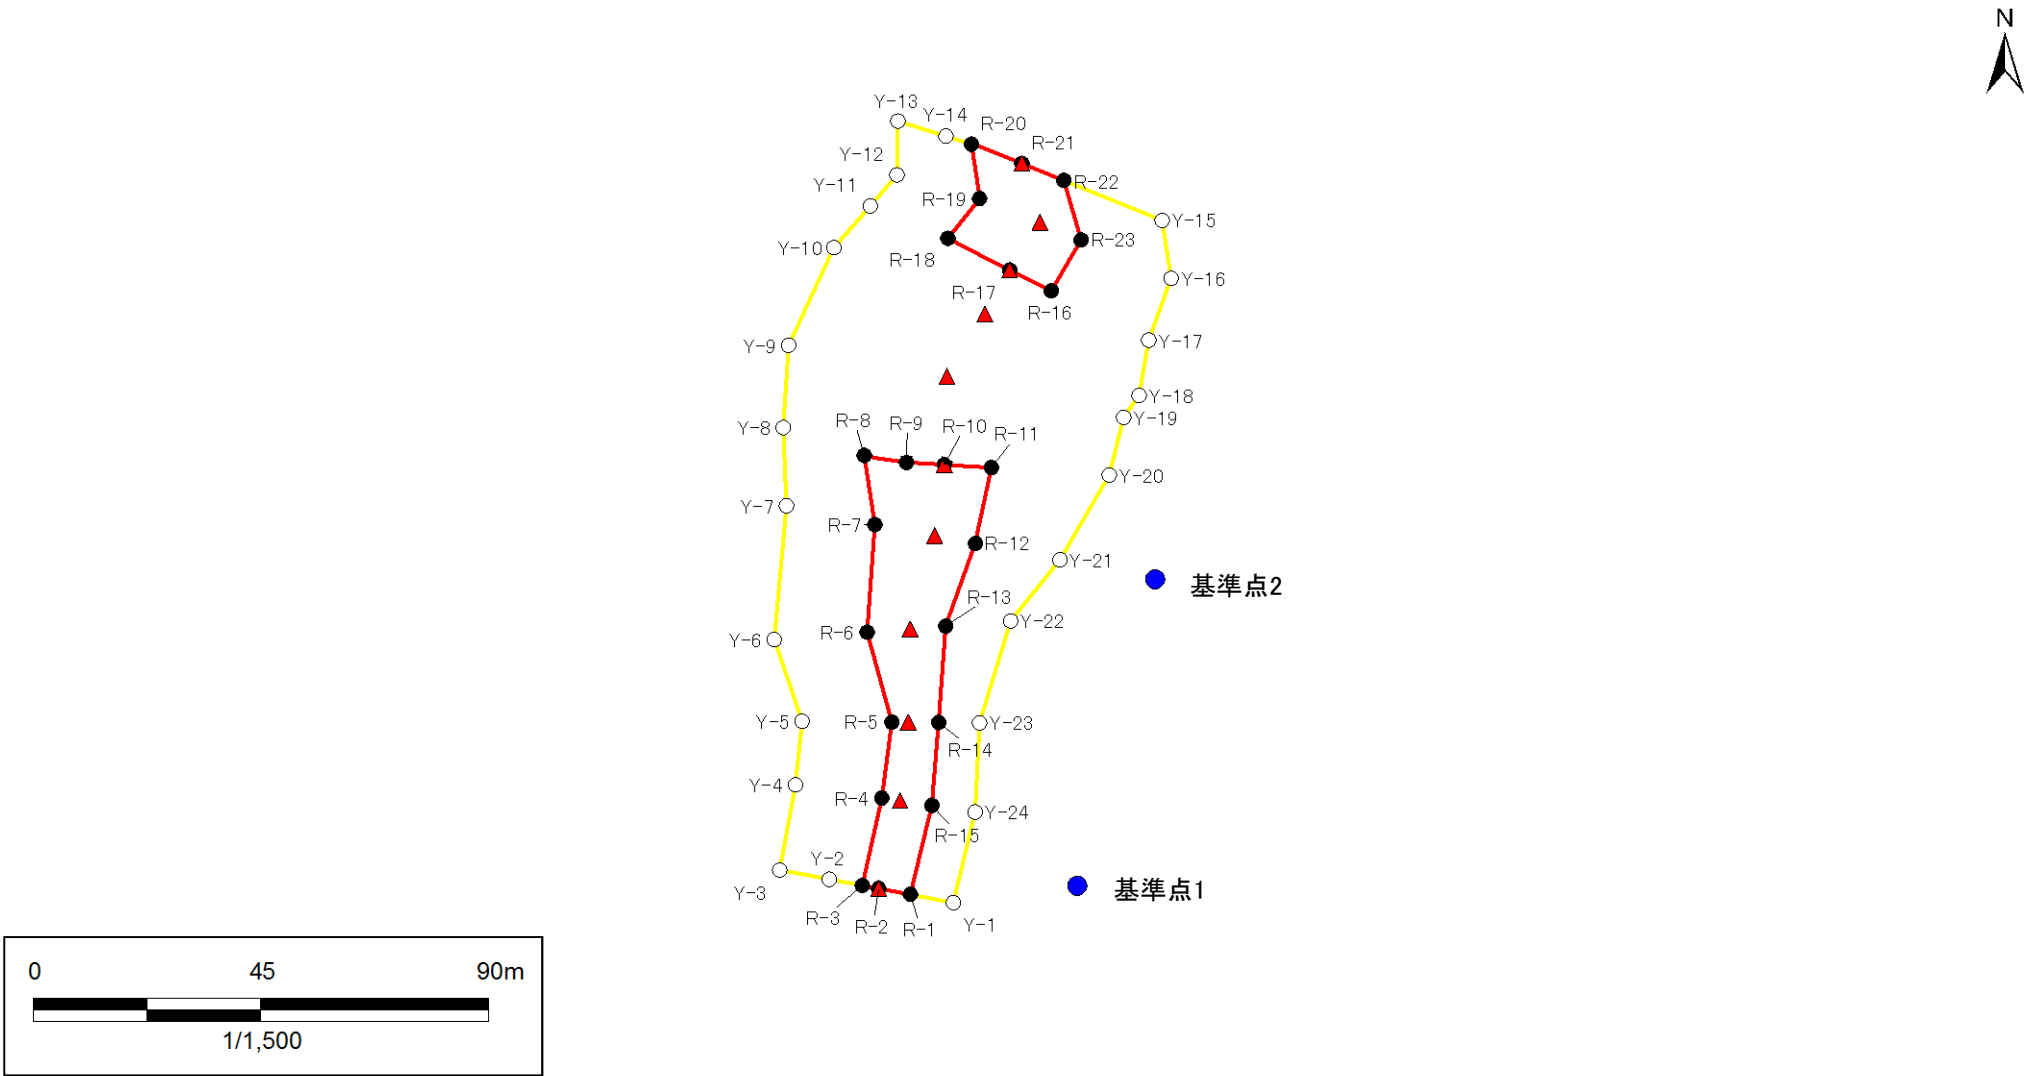 N
Y-13
Y-14
R-20
R-21
Y-12
R-22
Y-11
R-19
Y-15
R-23
Y-10
R-18
Y-16
R-17
R-16
Y-17
Y-9
Y-18
Y-19
R-8
R-9
R-10
R-11
Y-8
Y-20
Y-7
R-7
R-12
Y-21
基準点2
R-13
Y-22
R-6
Y-6
Y-5
R-5
Y-23
R-14
Y-4
R-4
Y-24
R-15
Y-2
Y-3
基準点1
R-3
R-2
R-1
Y-1
0 45 90m
1/1,500